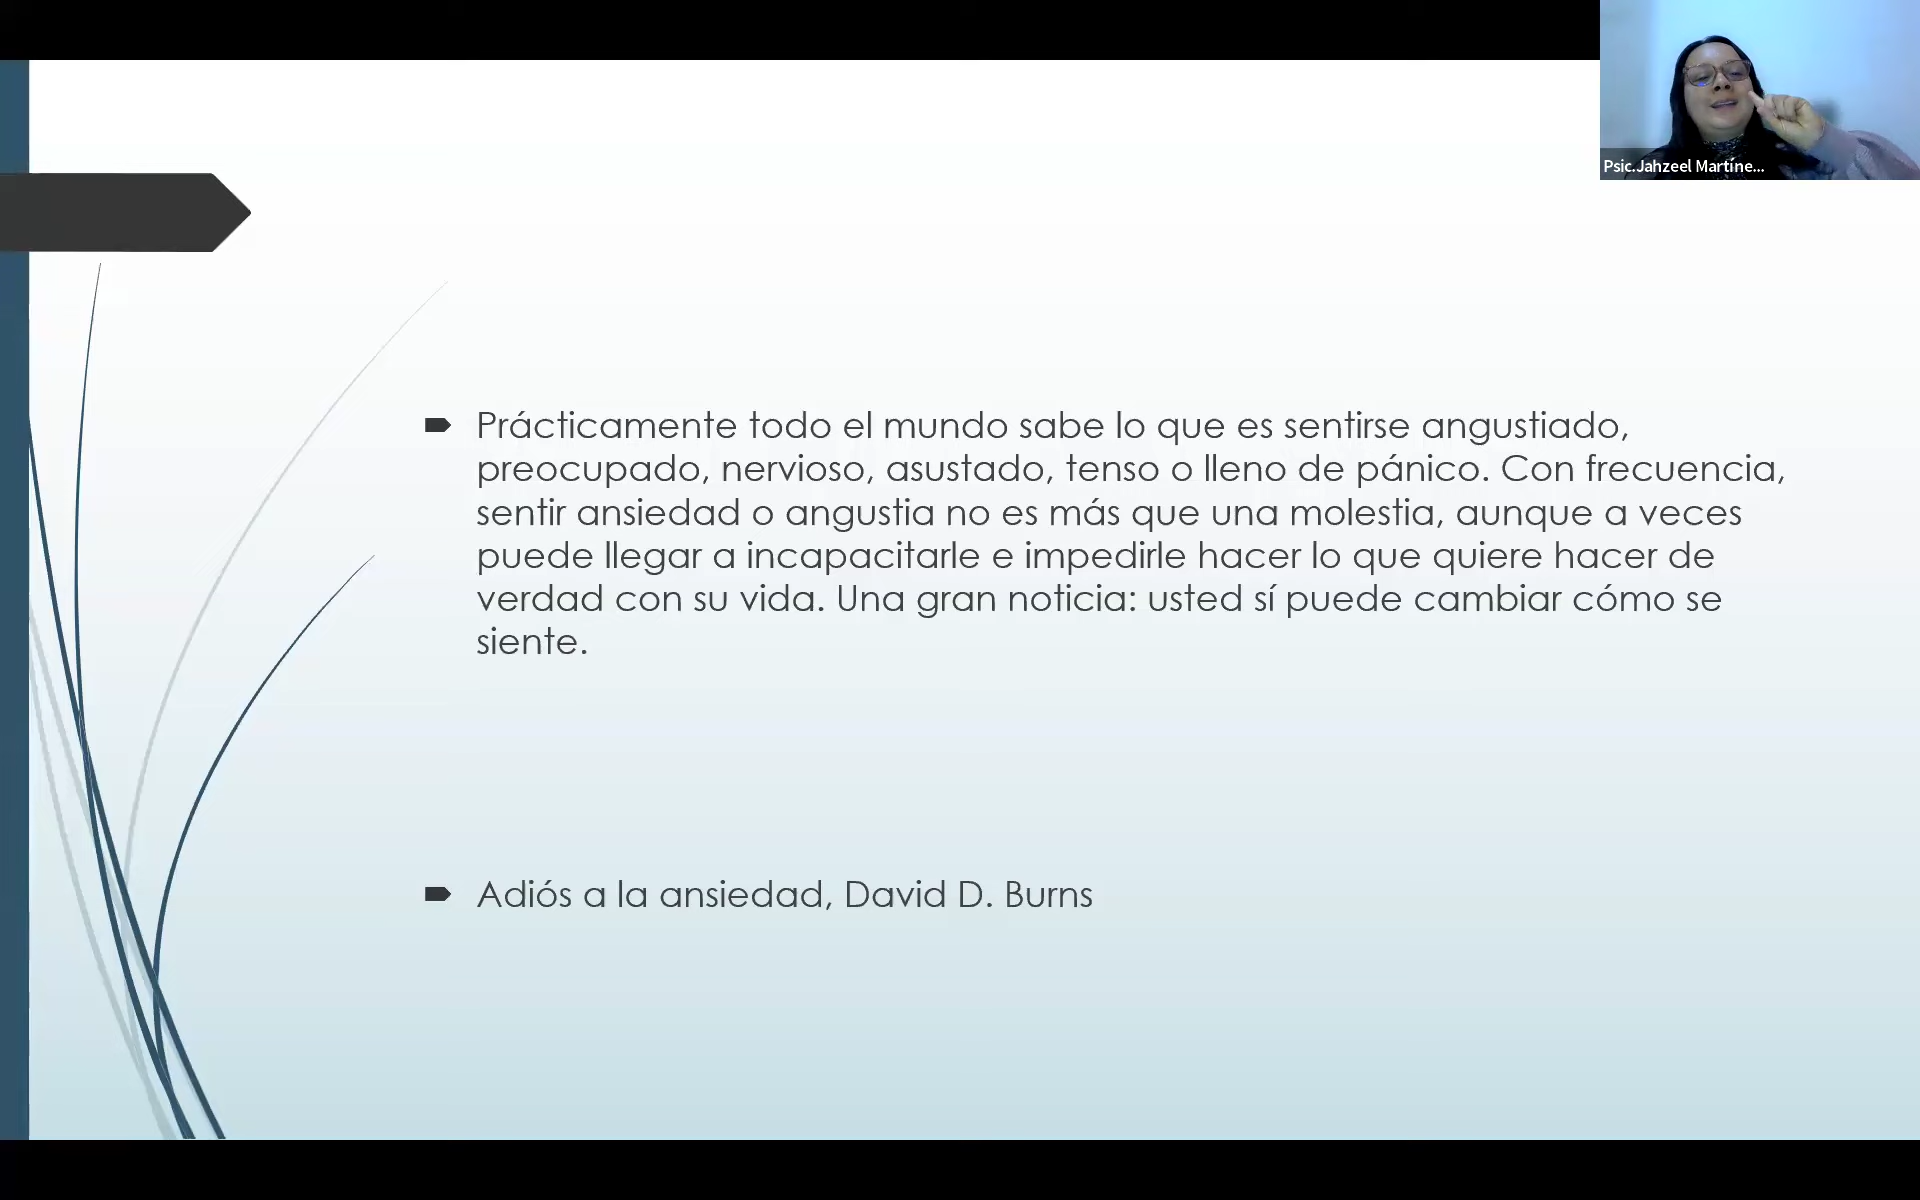 Psic.Jahzeel Martíne...
Prácticamente todo el mundo sabe lo que es sentirse angustiado,
preocupado, nervioso, asustado, tenso o lleno de pánico. Con frecuencia,
sentir ansiedad o angustia no es más que una molestia, aunque a veces
puede llegar a incapacitarle e impedirle hacer lo que quiere hacer de
verdad con su vida. Una gran noticia: usted sí puede cambiar cómo se
siente.
Adiós a la ansiedad, David D. Burns